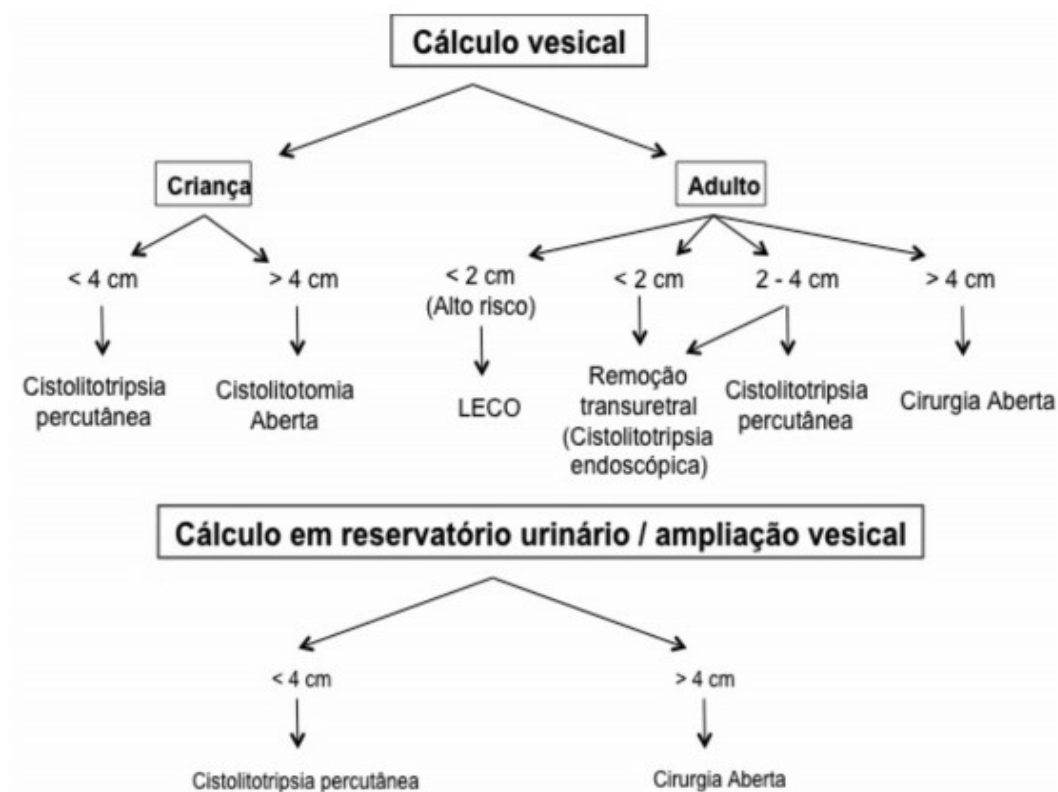 Cálculo vesical
Criança
Adulto
< 4 cm
> 4 cm
< 2 cm
(Alto risco)
< 2 cm
2 - 4 cm
> 4 cm
Cistolitotripsia
percutânea
Cistolitotomia
Aberta
LECO
Remoção
transuretral
(Cistolitotripsia
endoscópica)
Cistolitotripsia
percutânea
Cirurgia Aberta
Cálculo em reservatório urinário / ampliação vesical
< 4 cm
> 4 cm
Cistolitotripsia percutânea
Cirurgia Aberta